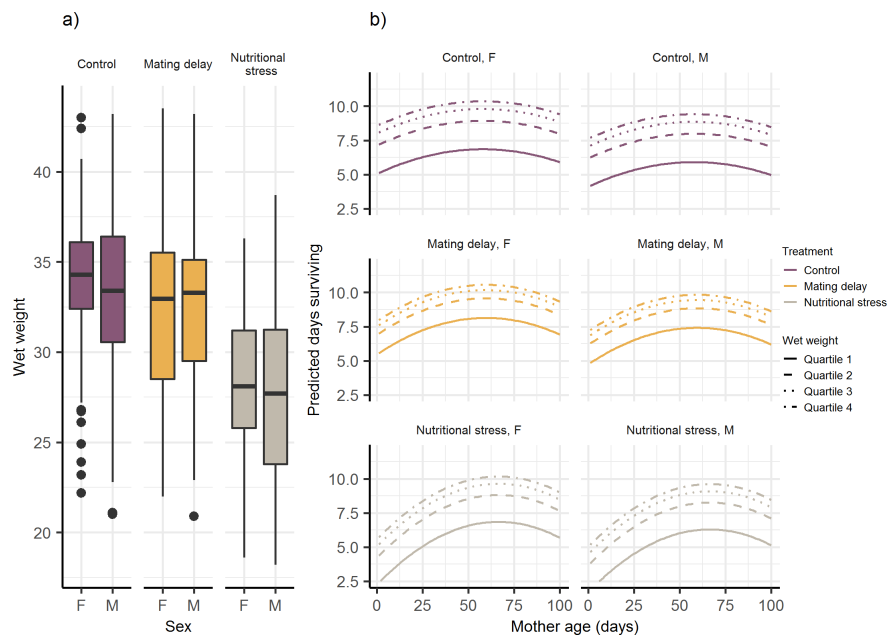 a)
Control
Mating delay
Nutritional
stress
Wet weight
40
35
30
25
20
F
M
F
M
F
M
Sex
b)
Control, F
Control, M
Predicted days surviving
10.0
7.5
5.0
2.5
Mating delay, F
Mating delay, M
10.0
7.5
5.0
2.5
Nutritional stress, F
Nutritional stress, M
10.0
7.5
5.0
2.5
0
25
50
75
100
0
25
50
75
100
Mother age (days)
Treatment
Control
Mating delay
Nutritional stress
Wet weight
Quartile 1
Quartile 2
Quartile 3
Quartile 4